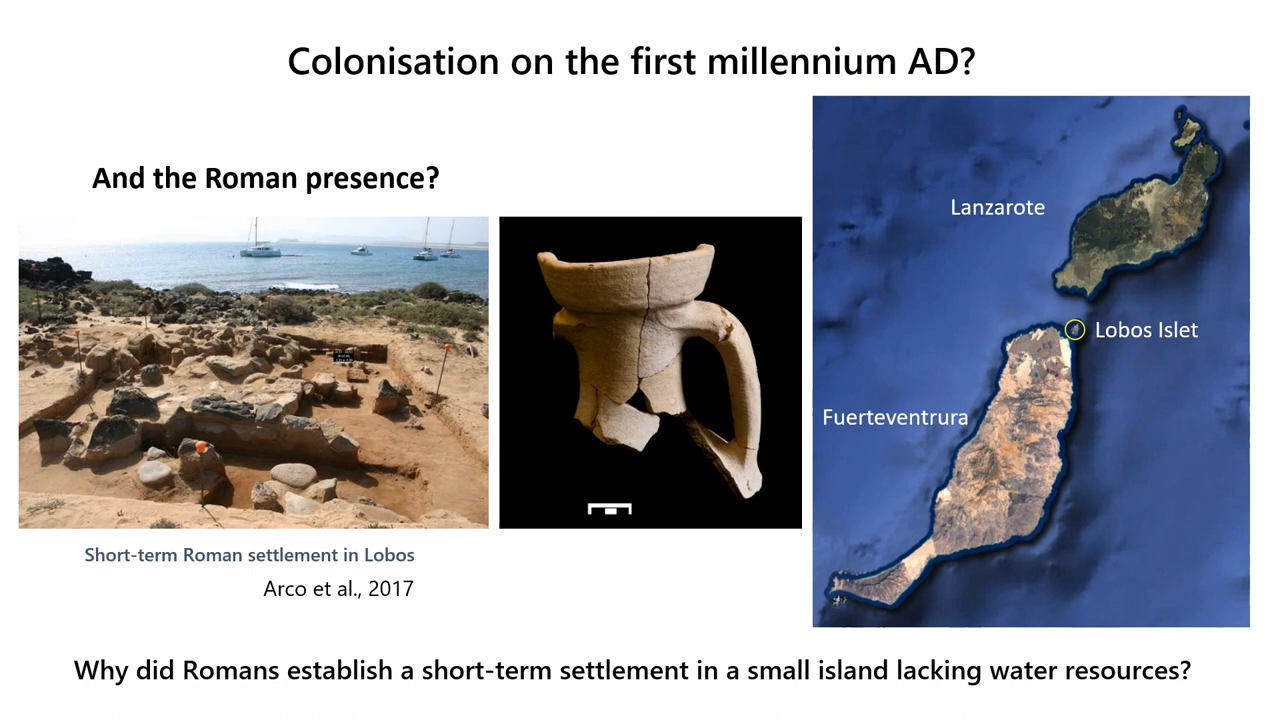 Colonisation on the first millennium AD?
And the Roman presence?
Lanzarote
Lobos Islet
Fuerteventrura
Short-term Roman settlement in Lobos
Arco et al., 2017
Why did Romans establish a short-term settlement in a small island lacking water resources?